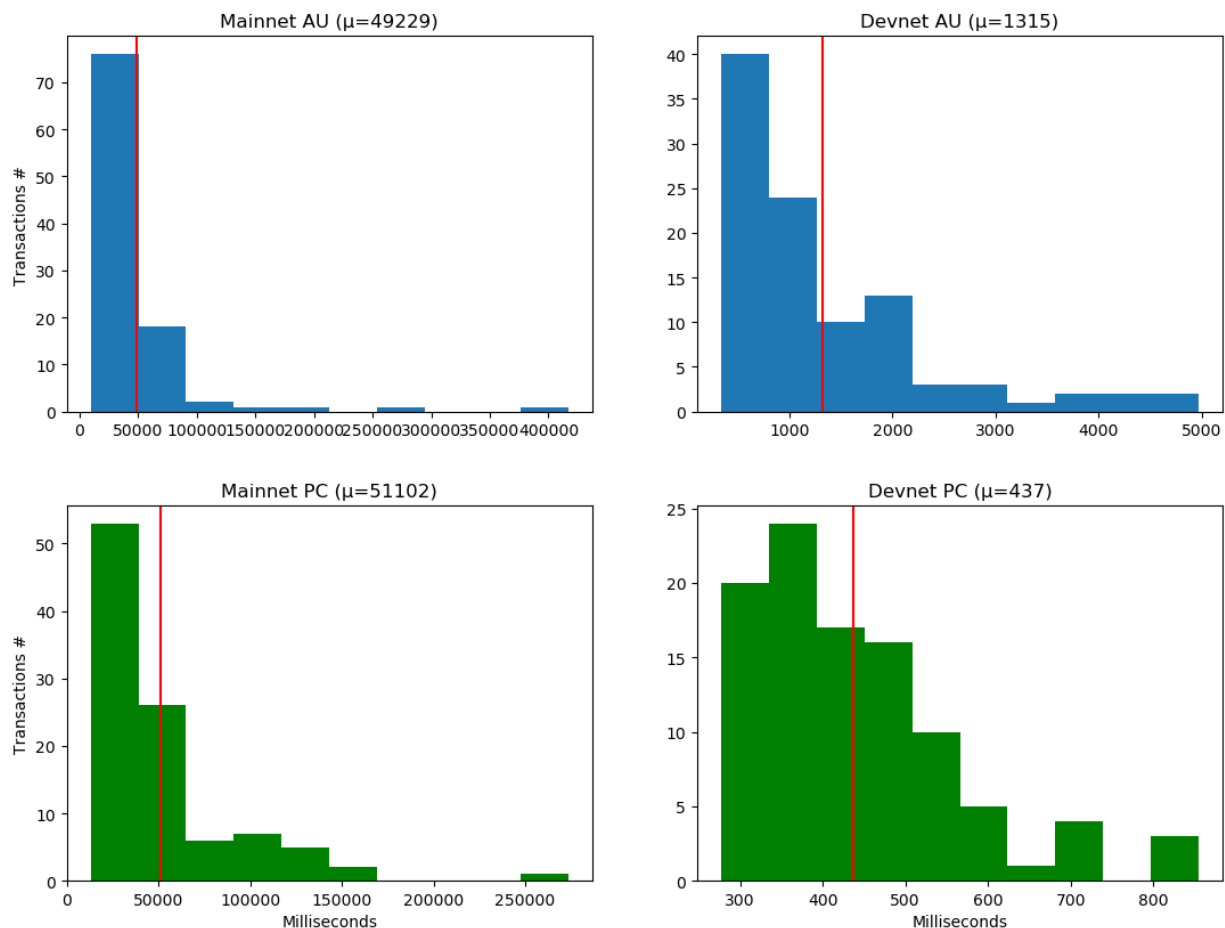 Mainnet AU (μ=49229)
Transactions #
70
60
50
40
30
20
10
0
0 50000 100000 150000 200000 250000 300000 350000 400000
Devnet AU (μ=1315)
40
35
30
25
20
15
10
5
0
1000 2000 3000 4000 5000
Mainnet PC (μ=51102)
Transactions #
50
40
30
20
10
0
0 50000 100000 150000 200000 250000
Milliseconds
Devnet PC (μ=437)
25
20
15
10
5
0
300 400 500 600 700 800
Milliseconds